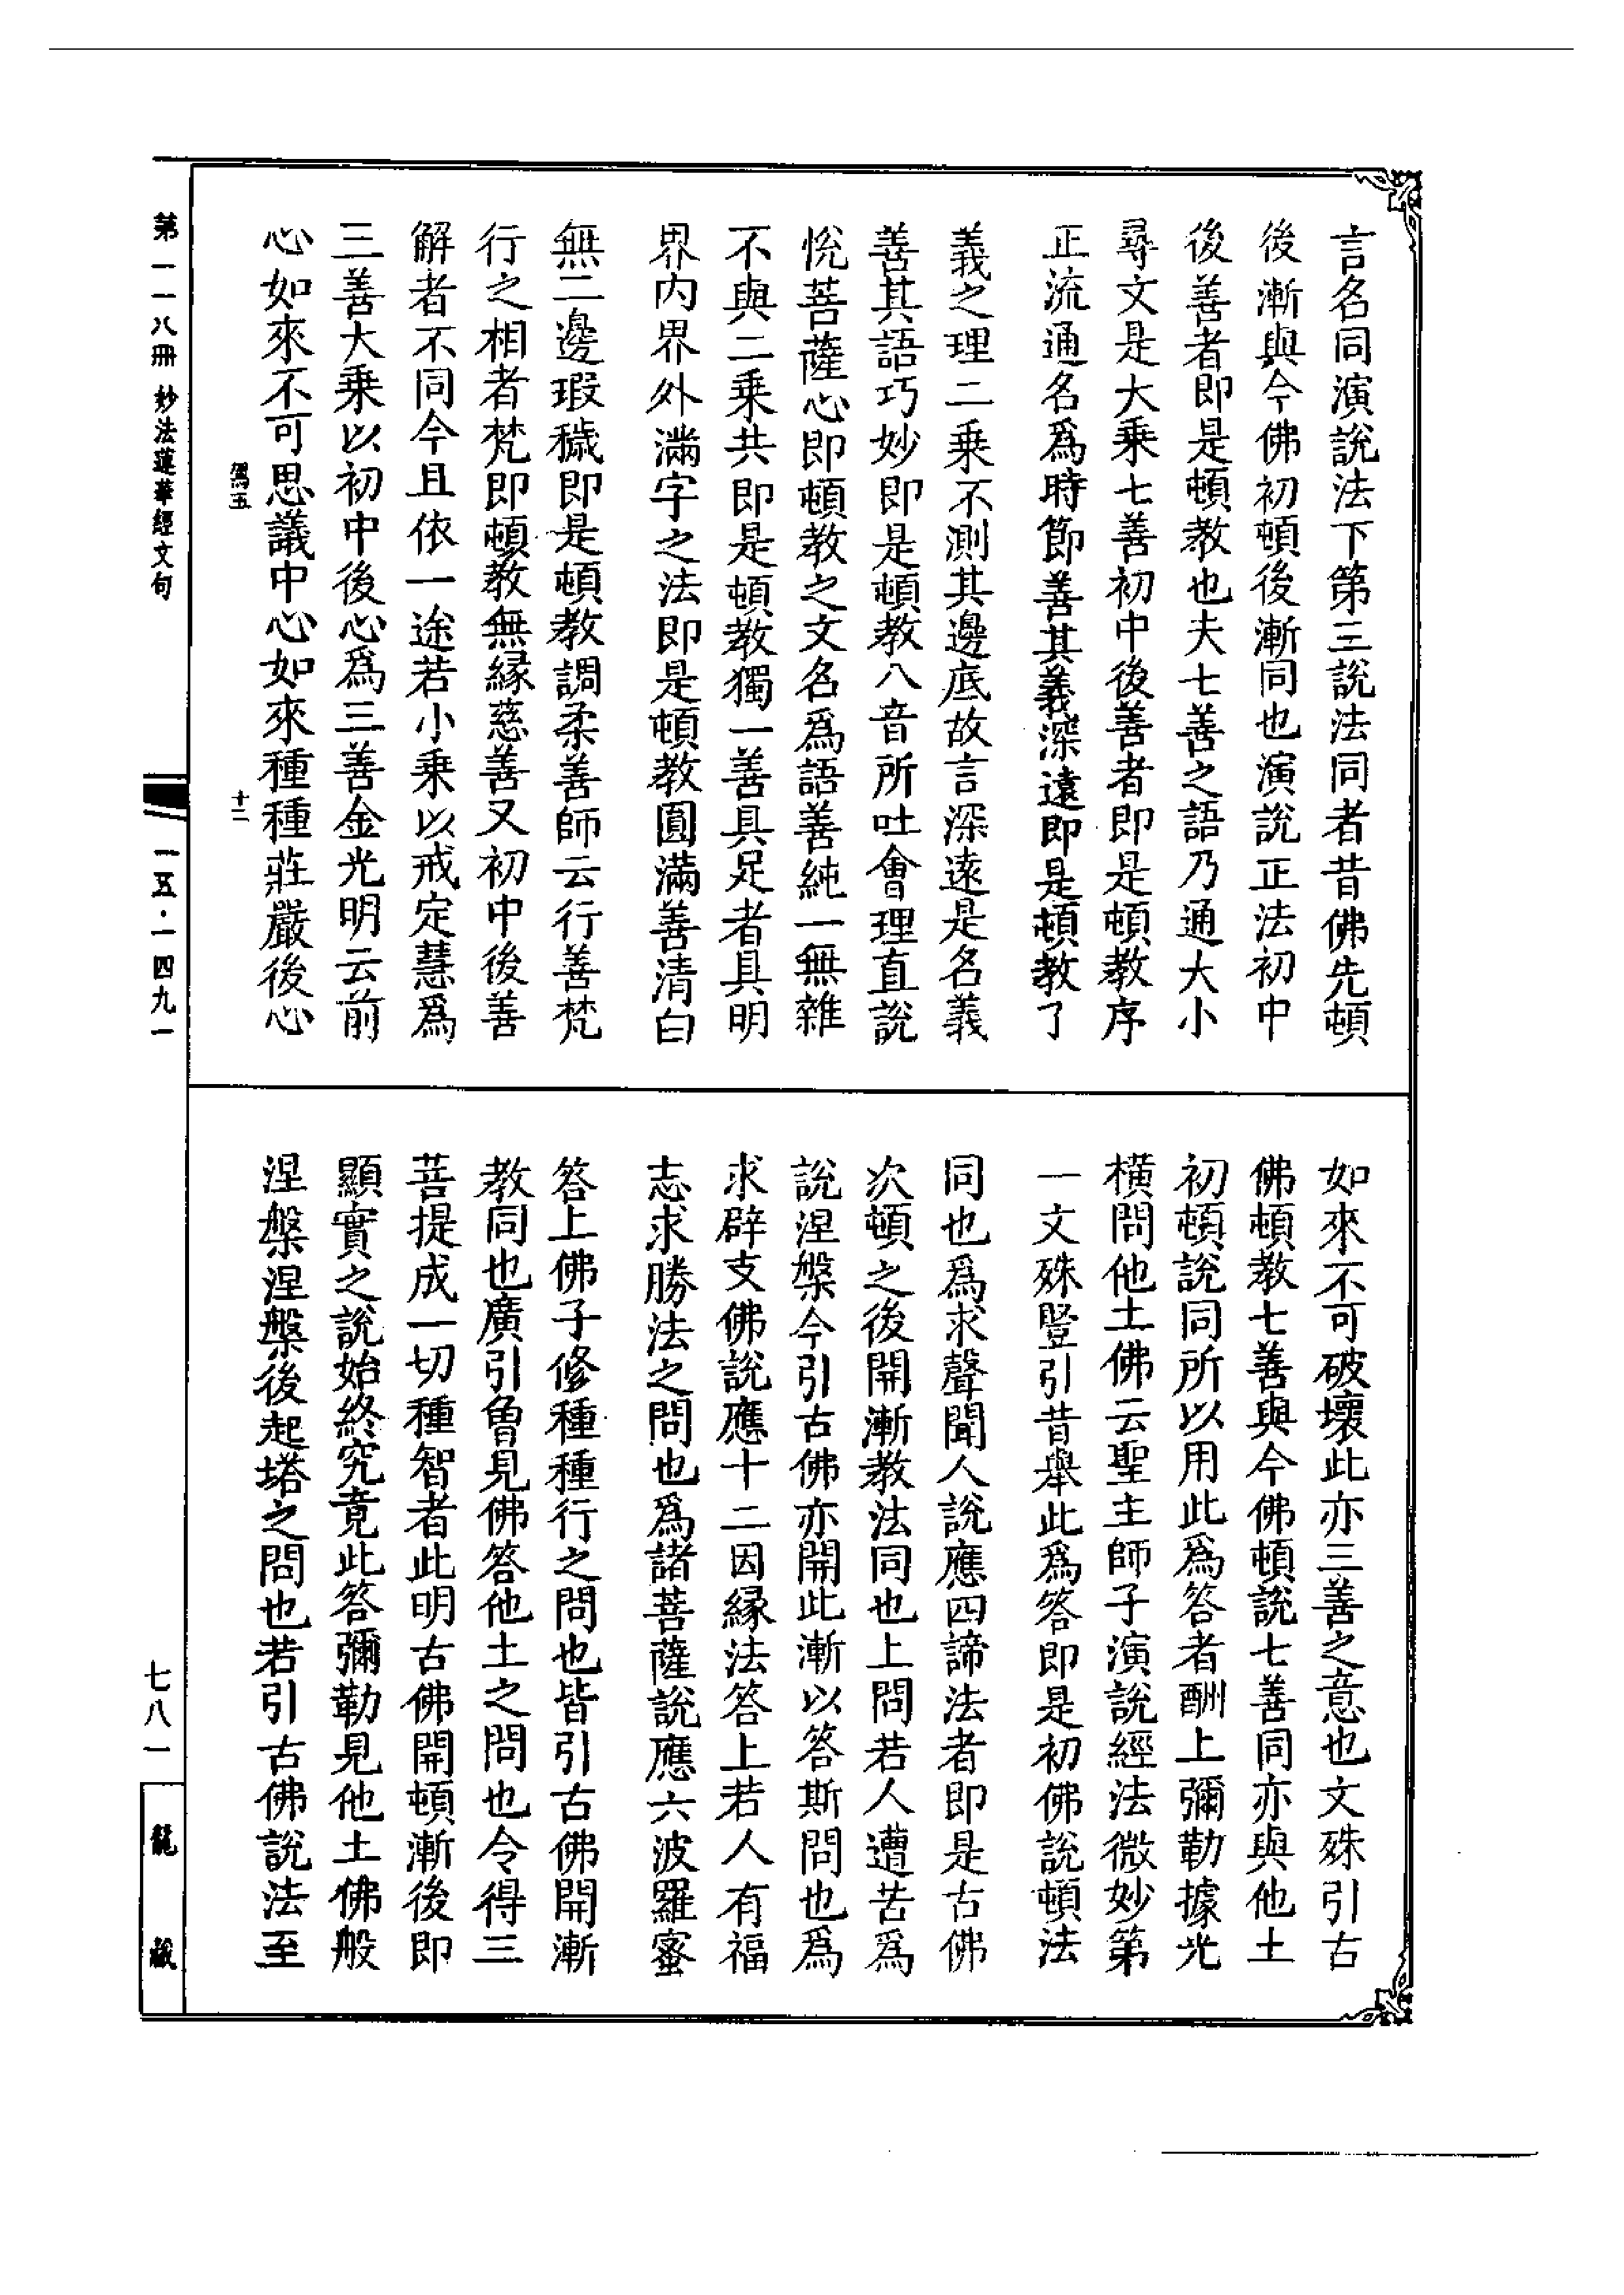 言名同演說法下第三說法同者昔佛先頓
後漸與今佛初頓後漸同也演說正法初中
後善者即是頓教也夫七善之語乃通大小
尋文是大乘七善初中後善者即是頓教序
正流通名爲時節善其義深遠即是頓教了
義之理二乘不測其邊底故言深遠是名義
善其語巧妙即是頓教八音所吐會理直說
悅菩薩心即頓教之文名爲語善純一無雜
不與二乘共即是頓教獨一善具足者具明
界內界外滿字之法即是頓教圓滿善清白
無二邊瑕穢即是頓教調柔善師云行善梵
行之相者梵即頓教無緣慈善又初中後善
解者不同今且依一途若小乘以戒定慧爲
三善大乘以初中後心爲三善金光明云前
心如來不可思議中心如來種種莊嚴後心
如來不可破壞此亦三善之意也文殊引古
佛頓教七善與今佛頓說七善同亦與他土
初頓說同所以用此爲答者酬上彌勒據光
橫問他土佛云聖主師子演說經法微妙第
一文殊豎引昔舉此爲答即是初佛說頓法
同也爲求聲聞人說應四諦法者即是古佛
次頓之後開漸教法同也上問若人遭苦爲
說涅槃今引古佛亦開此漸以答斯問也爲
求辟支佛說應十二因緣法答上若人有福
志求勝法之問也爲諸菩薩說應六波羅蜜
答上佛子修種種行之問也皆引古佛開漸
教同也廣引曾見佛答他土之問也令得三
菩提成一切種智者此明古佛開頓漸後即
顯實之說始終究竟此答彌勒見他土佛般
涅槃涅槃後起塔之問也若引古佛說法至
駕五
十二
第一一八冊 妙法蓮華經文句
一五·一四九一
七八一
龍藏